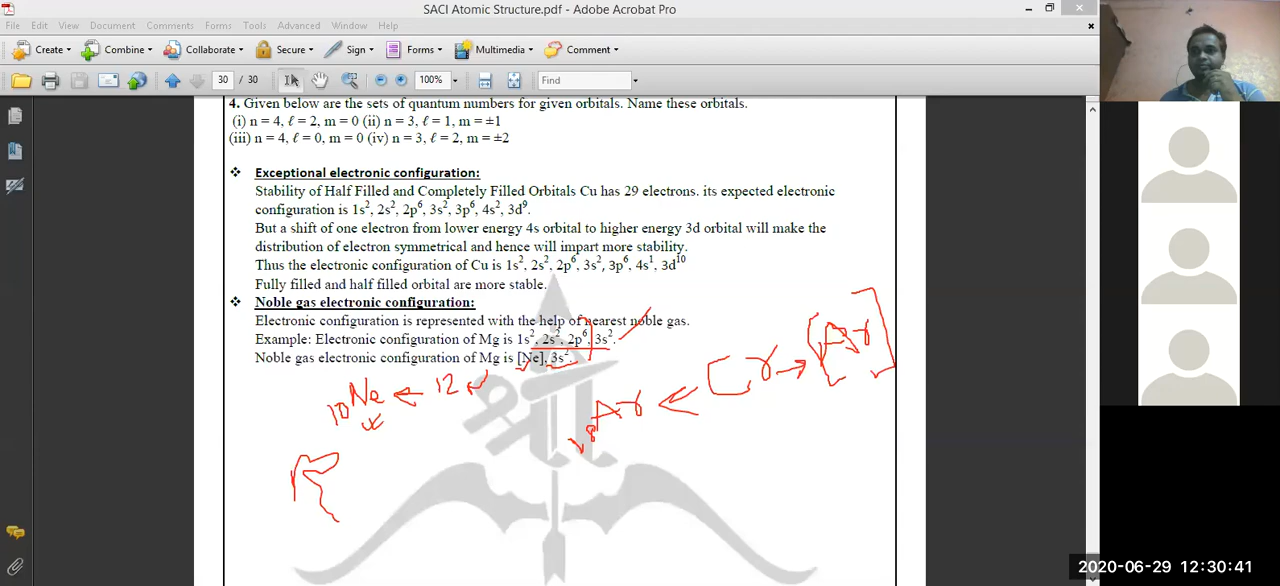 SACI Atomic Structure.pdf - Adobe Acrobat Pro
File Edit View Document Comments Forms Tools Advanced Window Help
Create Combine Collaborate Secure Sign Forms Multimedia Comment
30 / 30 100% Find
4. Given below are the sets of quantum numbers for given orbitals. Name these orbitals.
(i) n = 4, ℓ = 2, m = 0 (ii) n = 3, ℓ = 1, m = ±1
(iii) n = 4, ℓ = 0, m = 0 (iv) n = 3, ℓ = 2, m = ±2
❖ Exceptional electronic configuration:
Stability of Half Filled and Completely Filled Orbitals Cu has 29 electrons. its expected electronic
configuration is 1s², 2s², 2p⁶, 3s², 3p⁶, 4s², 3d⁹.
But a shift of one electron from lower energy 4s orbital to higher energy 3d orbital will make the
distribution of electron symmetrical and hence will impart more stability.
Thus the electronic configuration of Cu is 1s², 2s², 2p⁶, 3s², 3p⁶, 4s¹, 3d¹⁰
Fully filled and half filled orbital are more stable.
❖ Noble gas electronic configuration:
Electronic configuration is represented with the help of nearest noble gas.
Example: Electronic configuration of Mg is 1s², 2s², 2p⁶, 3s².
Noble gas electronic configuration of Mg is [Ne], 3s².
Cr → [Ar]
10Ne ← 12
18Ar ←
श्री
2020-06-29 12:30:41